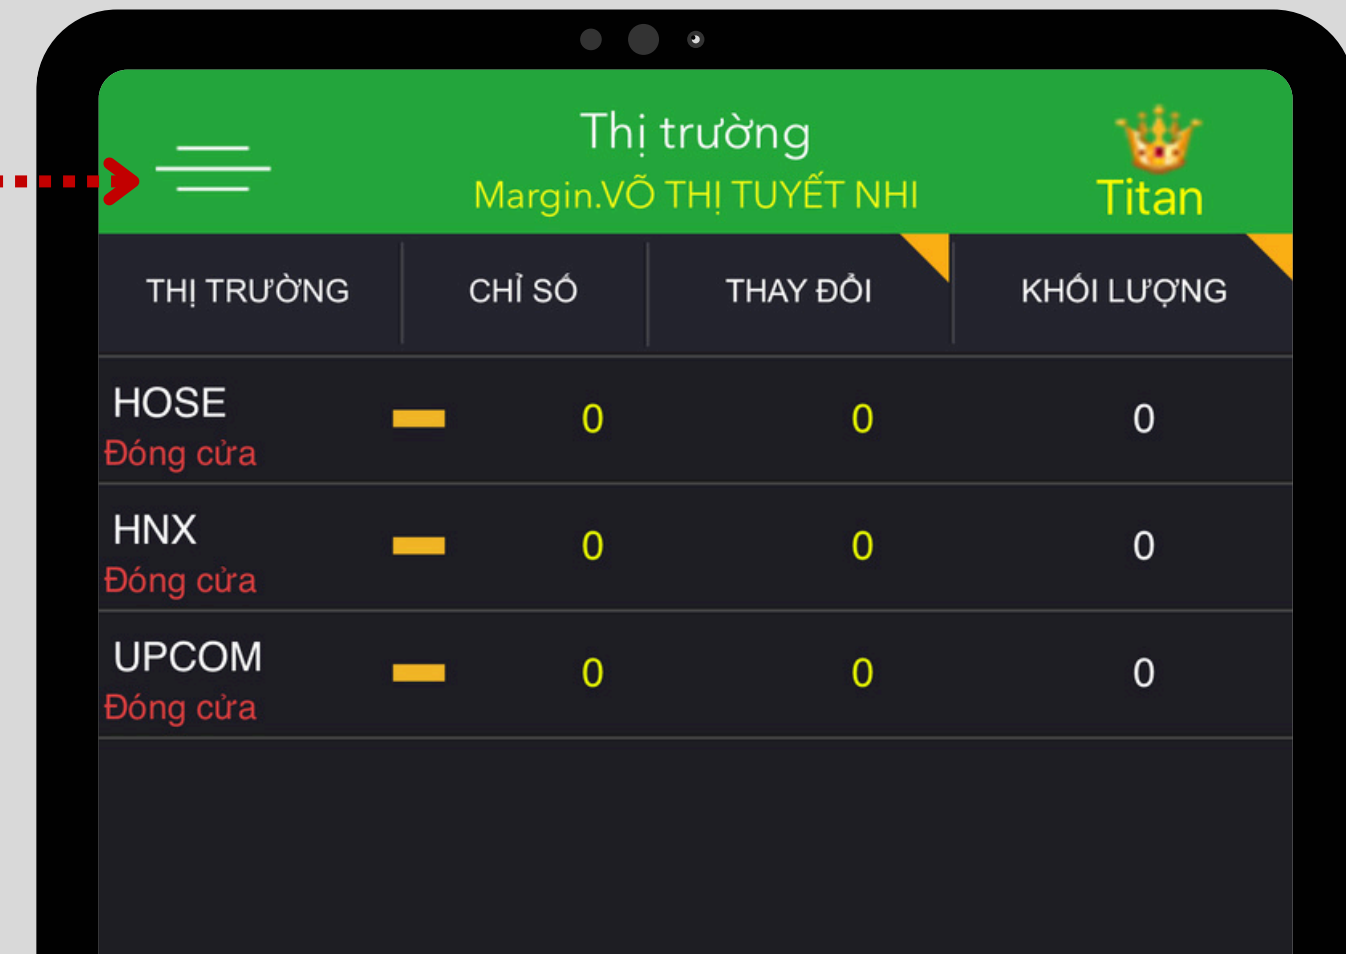 Thị trường
Margin.VÕ THỊ TUYẾT NHI
Titan
THỊ TRƯỜNG CHỈ SỐ THAY ĐỔI KHỐI LƯỢNG
HOSE 0 0 0
Đóng cửa
HNX 0 0 0
Đóng cửa
UPCOM 0 0 0
Đóng cửa